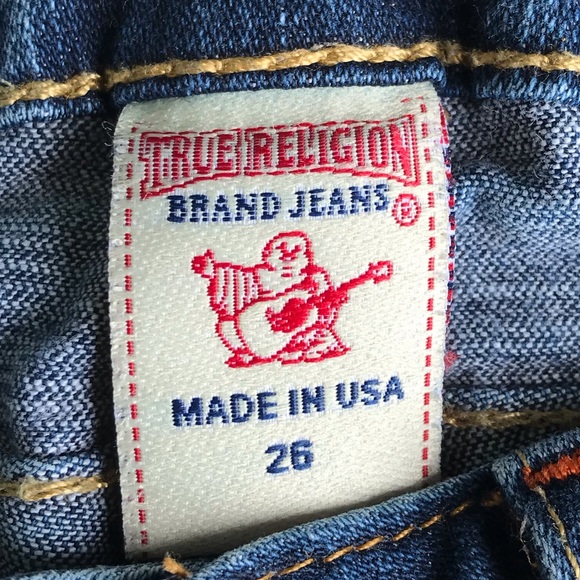 TRUE RELIGION
BRAND JEANS ®
MADE IN USA
26